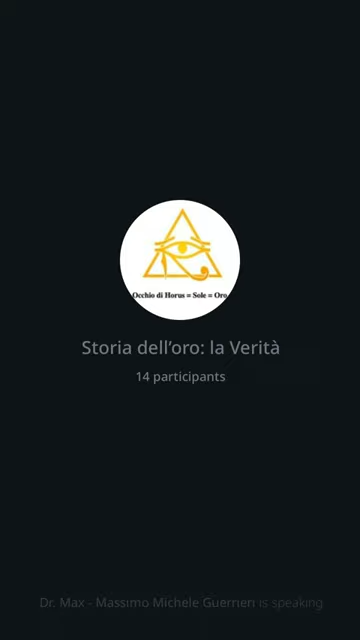 Occhio di Horus = Sole = Oro
Storia dell'oro: la Verità
14 participants
Dr. Max - Massimo Michele Guerrieri is speaking